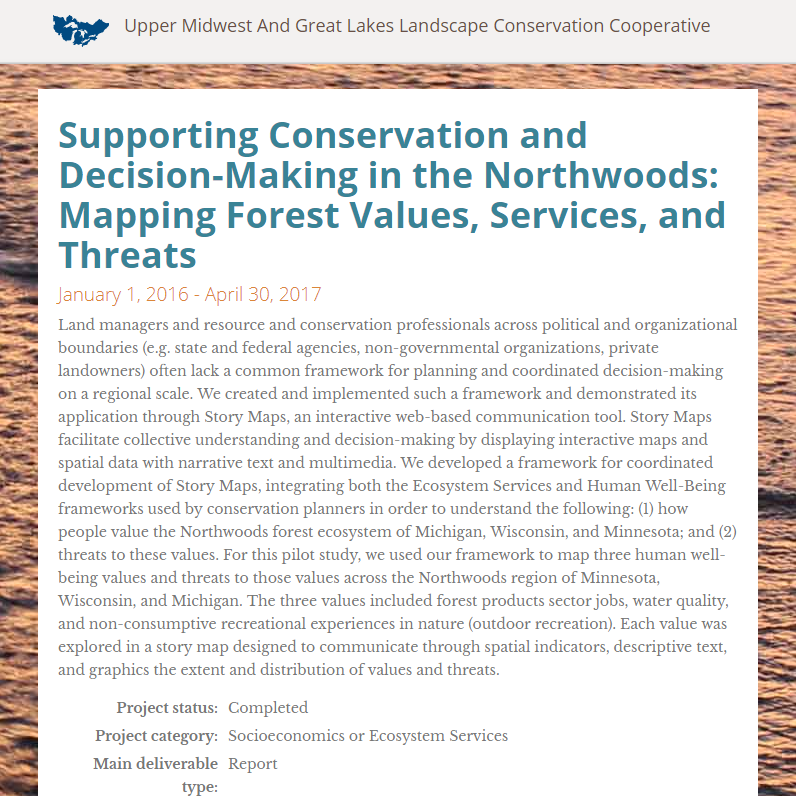 Upper Midwest And Great Lakes Landscape Conservation Cooperative
Supporting Conservation and
Decision-Making in the Northwoods:
Mapping Forest Values, Services, and
Threats
January 1, 2016 - April 30, 2017
Land managers and resource and conservation professionals across political and organizational
boundaries (e.g. state and federal agencies, non-governmental organizations, private
landowners) often lack a common framework for planning and coordinated decision-making
on a regional scale. We created and implemented such a framework and demonstrated its
application through Story Maps, an interactive web-based communication tool. Story Maps
facilitate collective understanding and decision-making by displaying interactive maps and
spatial data with narrative text and multimedia. We developed a framework for coordinated
development of Story Maps, integrating both the Ecosystem Services and Human Well-Being
frameworks used by conservation planners in order to understand the following: (1) how
people value the Northwoods forest ecosystem of Michigan, Wisconsin, and Minnesota; and (2)
threats to these values. For this pilot study, we used our framework to map three human well-
being values and threats to those values across the Northwoods region of Minnesota,
Wisconsin, and Michigan. The three values included forest products sector jobs, water quality,
and non-consumptive recreational experiences in nature (outdoor recreation). Each value was
explored in a story map designed to communicate through spatial indicators, descriptive text,
and graphics the extent and distribution of values and threats.
Project status: Completed
Project category: Socioeconomics or Ecosystem Services
Main deliverable Report
type: